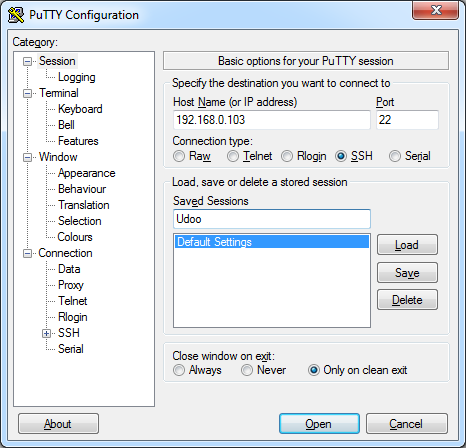 PuTTY Configuration
Category:
Session
Logging
Terminal
Keyboard
Bell
Features
Window
Appearance
Behaviour
Translation
Selection
Colours
Connection
Data
Proxy
Telnet
Rlogin
SSH
Serial
Basic options for your PuTTY session
Specify the destination you want to connect to
Host Name (or IP address) Port
192.168.0.103 22
Connection type:
Raw Telnet Rlogin SSH Serial
Load, save or delete a stored session
Saved Sessions
Udoo
Default Settings
Load
Save
Delete
Close window on exit:
Always Never Only on clean exit
About Open Cancel